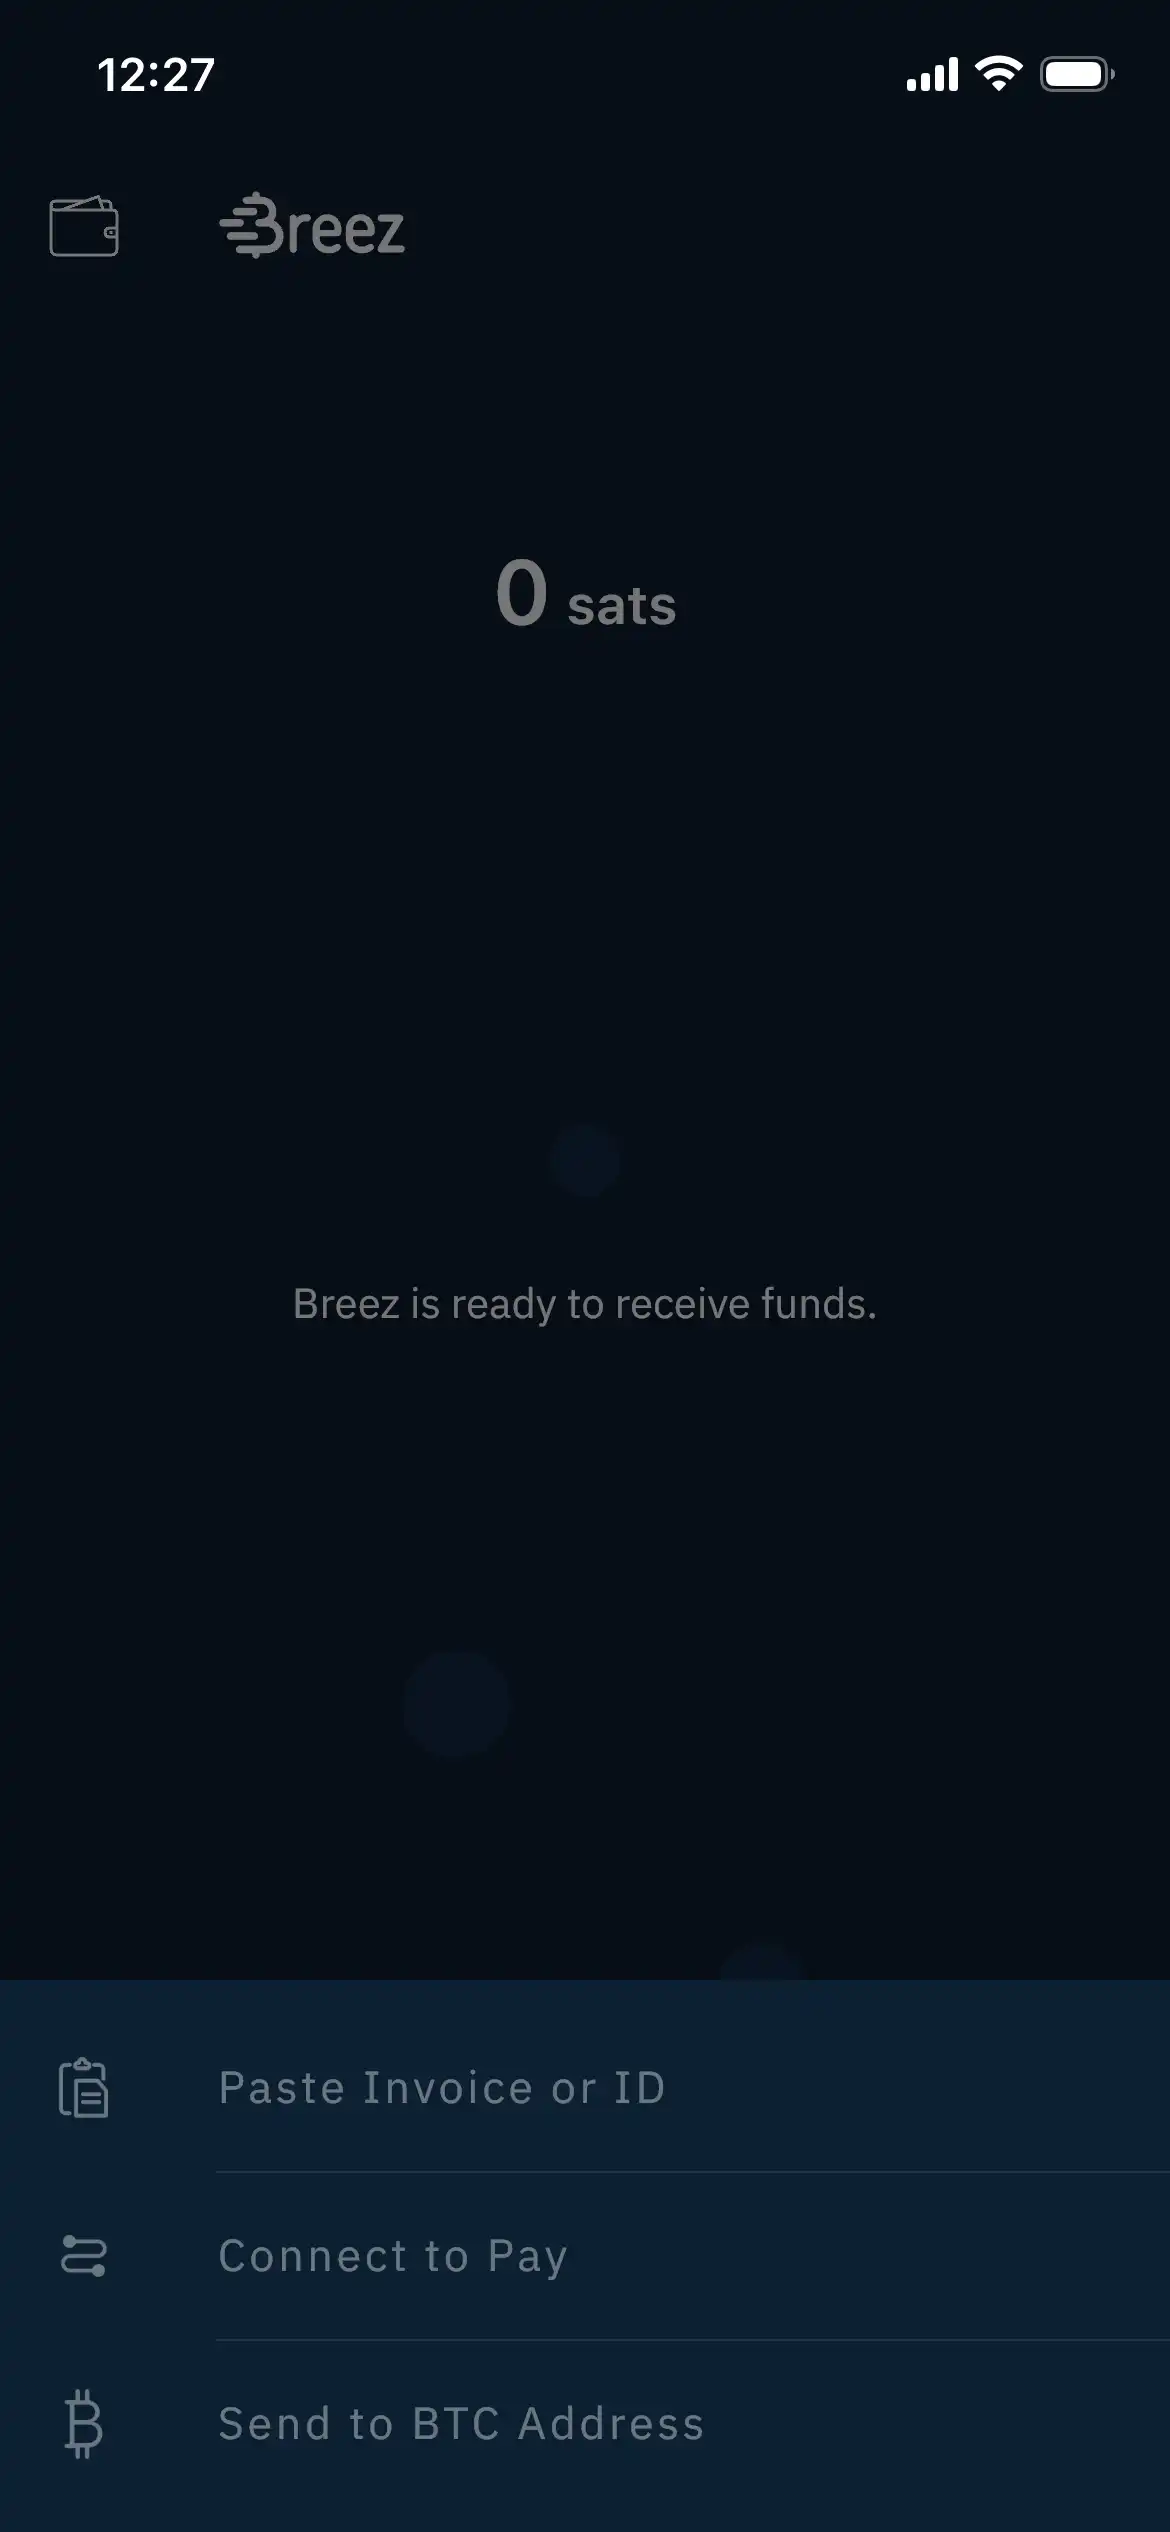 12:27
Breez
0 sats
Breez is ready to receive funds.
Paste Invoice or ID
Connect to Pay
Send to BTC Address